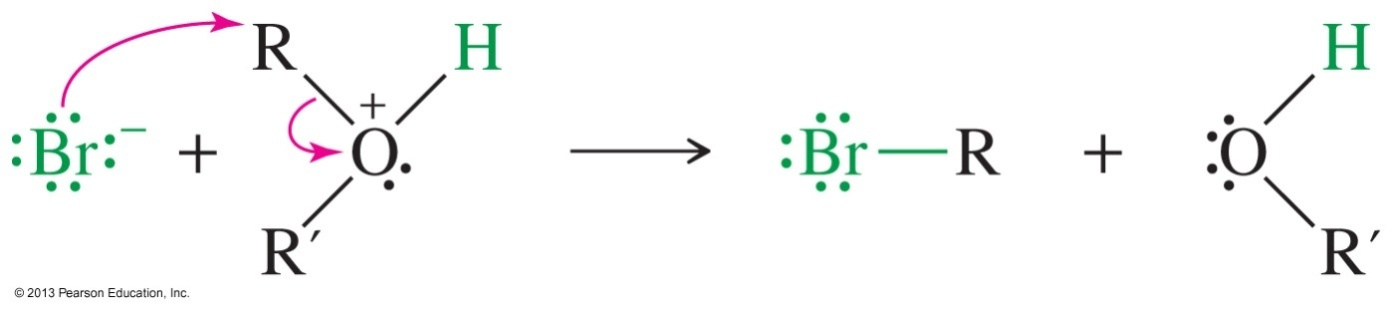 R H
:Br:⁻ + O⁺ → :Br—R + :O H
R′ R′
© 2013 Pearson Education, Inc.